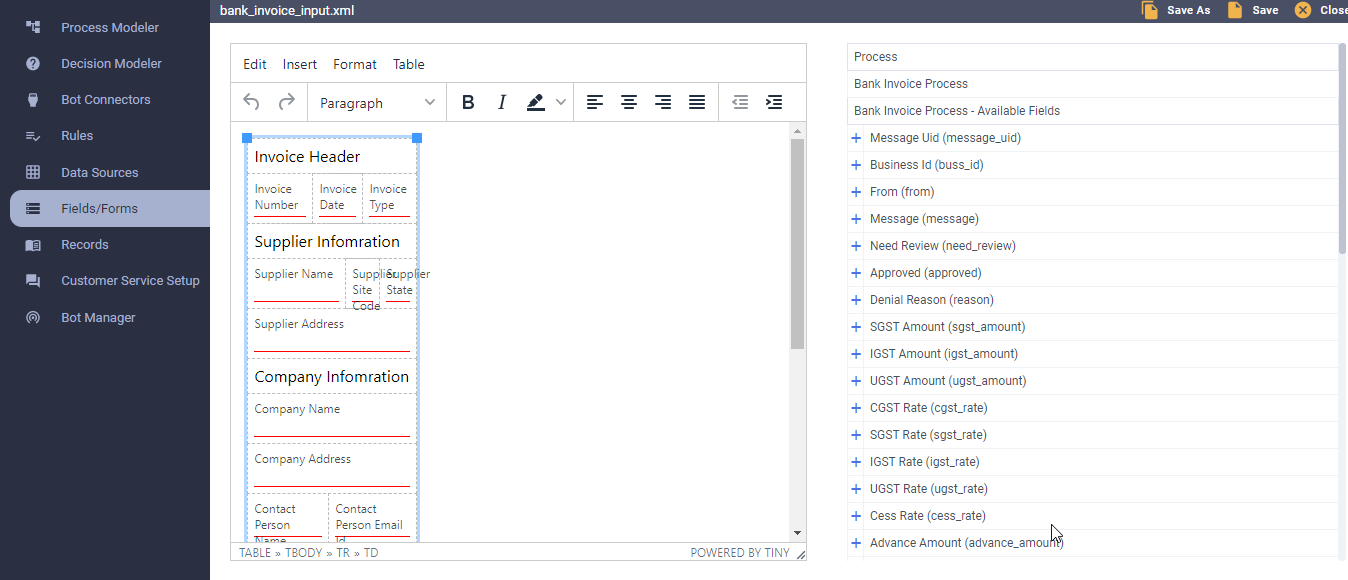 Process Modeler
Decision Modeler
Bot Connectors
Rules
Data Sources
Fields/Forms
Records
Customer Service Setup
Bot Manager
bank_invoice_input.xml
Save As
Save
Close
Edit Insert Format Table
Paragraph B I
Invoice Header
Invoice Number
Invoice Date
Invoice Type
Supplier Infomration
Supplier Name
Supplier Site Code
Supplier State
Supplier Address
Company Infomration
Company Name
Company Address
Contact Person Name
Contact Person Email Id
TABLE » TBODY » TR » TD
POWERED BY TINY
Process
Bank Invoice Process
Bank Invoice Process - Available Fields
+ Message Uid (message_uid)
+ Business Id (buss_id)
+ From (from)
+ Message (message)
+ Need Review (need_review)
+ Approved (approved)
+ Denial Reason (reason)
+ SGST Amount (sgst_amount)
+ IGST Amount (igst_amount)
+ UGST Amount (ugst_amount)
+ CGST Rate (cgst_rate)
+ SGST Rate (sgst_rate)
+ IGST Rate (igst_rate)
+ UGST Rate (ugst_rate)
+ Cess Rate (cess_rate)
+ Advance Amount (advance_amount)